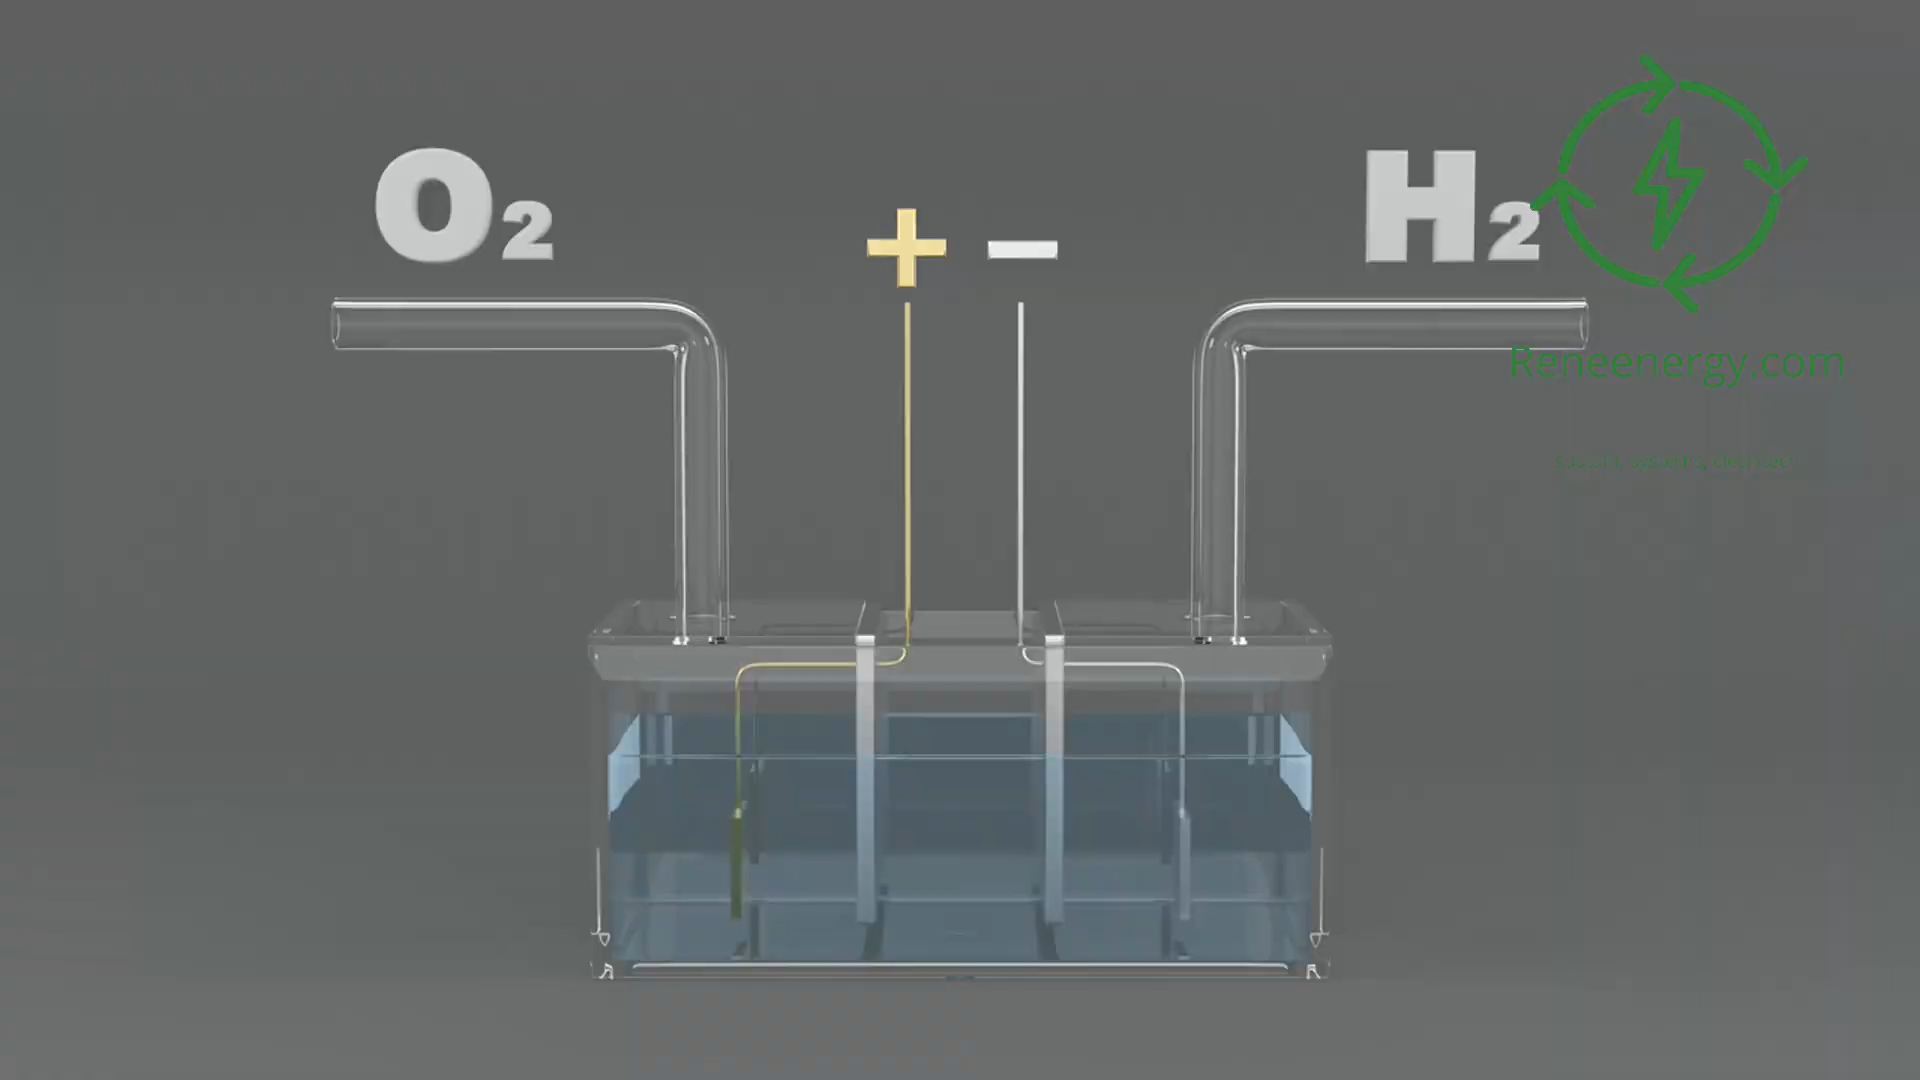 O₂
+ −
H₂
Reneenergy.com